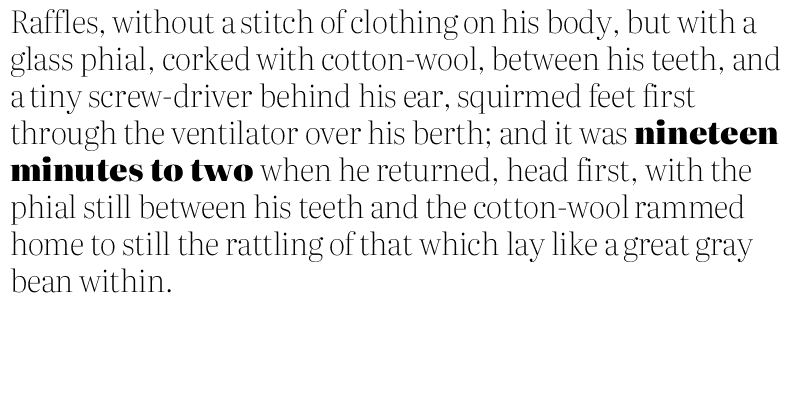 Raffles, without a stitch of clothing on his body, but with a
glass phial, corked with cotton-wool, between his teeth, and
a tiny screw-driver behind his ear, squirmed feet first
through the ventilator over his berth; and it was nineteen
minutes to two when he returned, head first, with the
phial still between his teeth and the cotton-wool rammed
home to still the rattling of that which lay like a great gray
bean within.